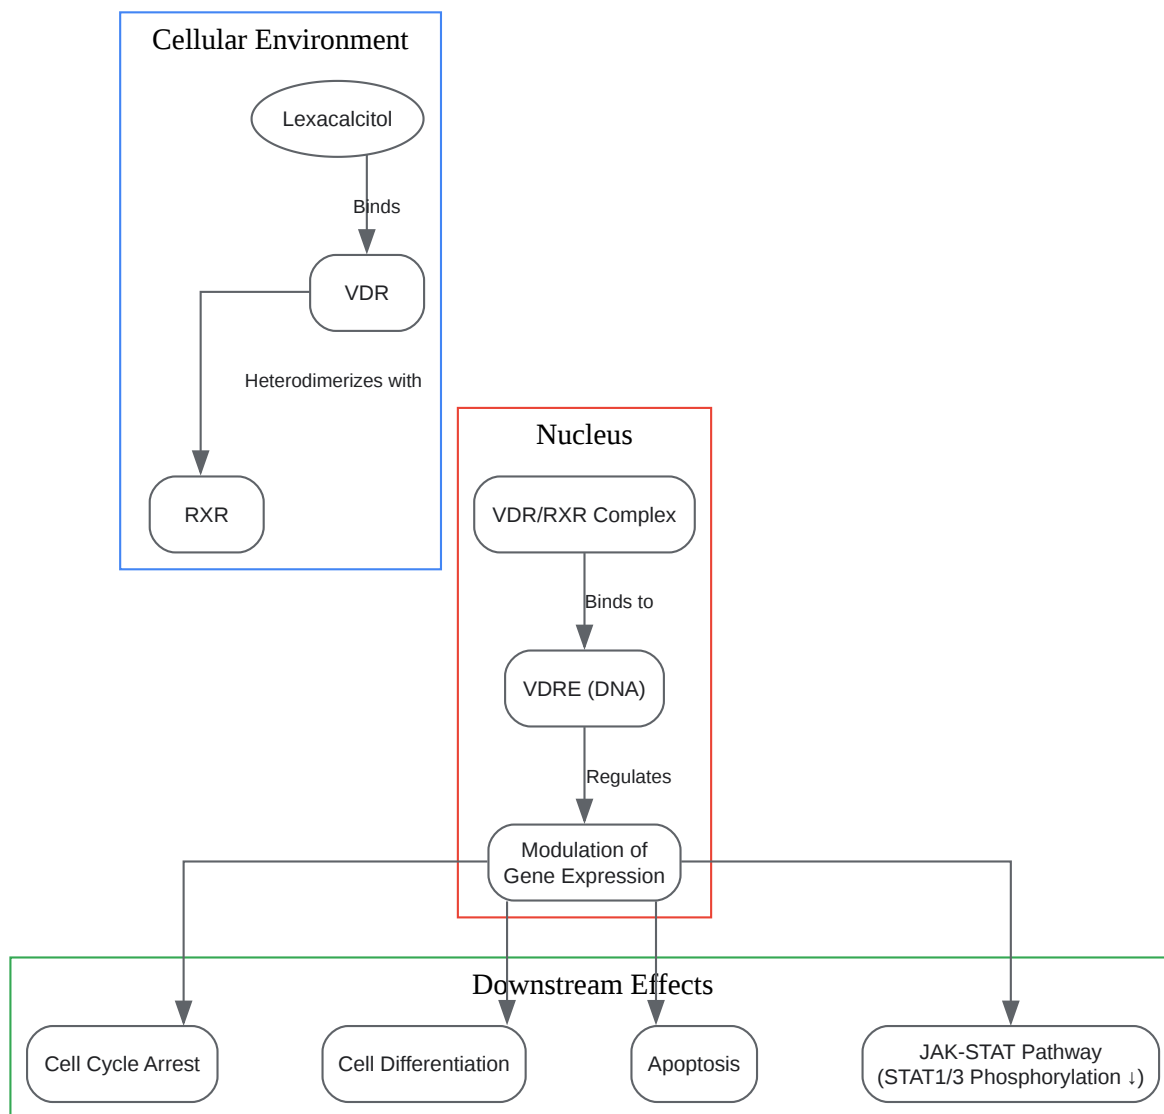 Cellular Environment
Lexacalcitol
Binds
VDR
Heterodimerizes with
RXR
Nucleus
VDR/RXR Complex
Binds to
VDRE (DNA)
Regulates
Modulation of
Gene Expression
Downstream Effects
Cell Cycle Arrest
Cell Differentiation
Apoptosis
JAK-STAT Pathway
(STAT1/3 Phosphorylation ↓)